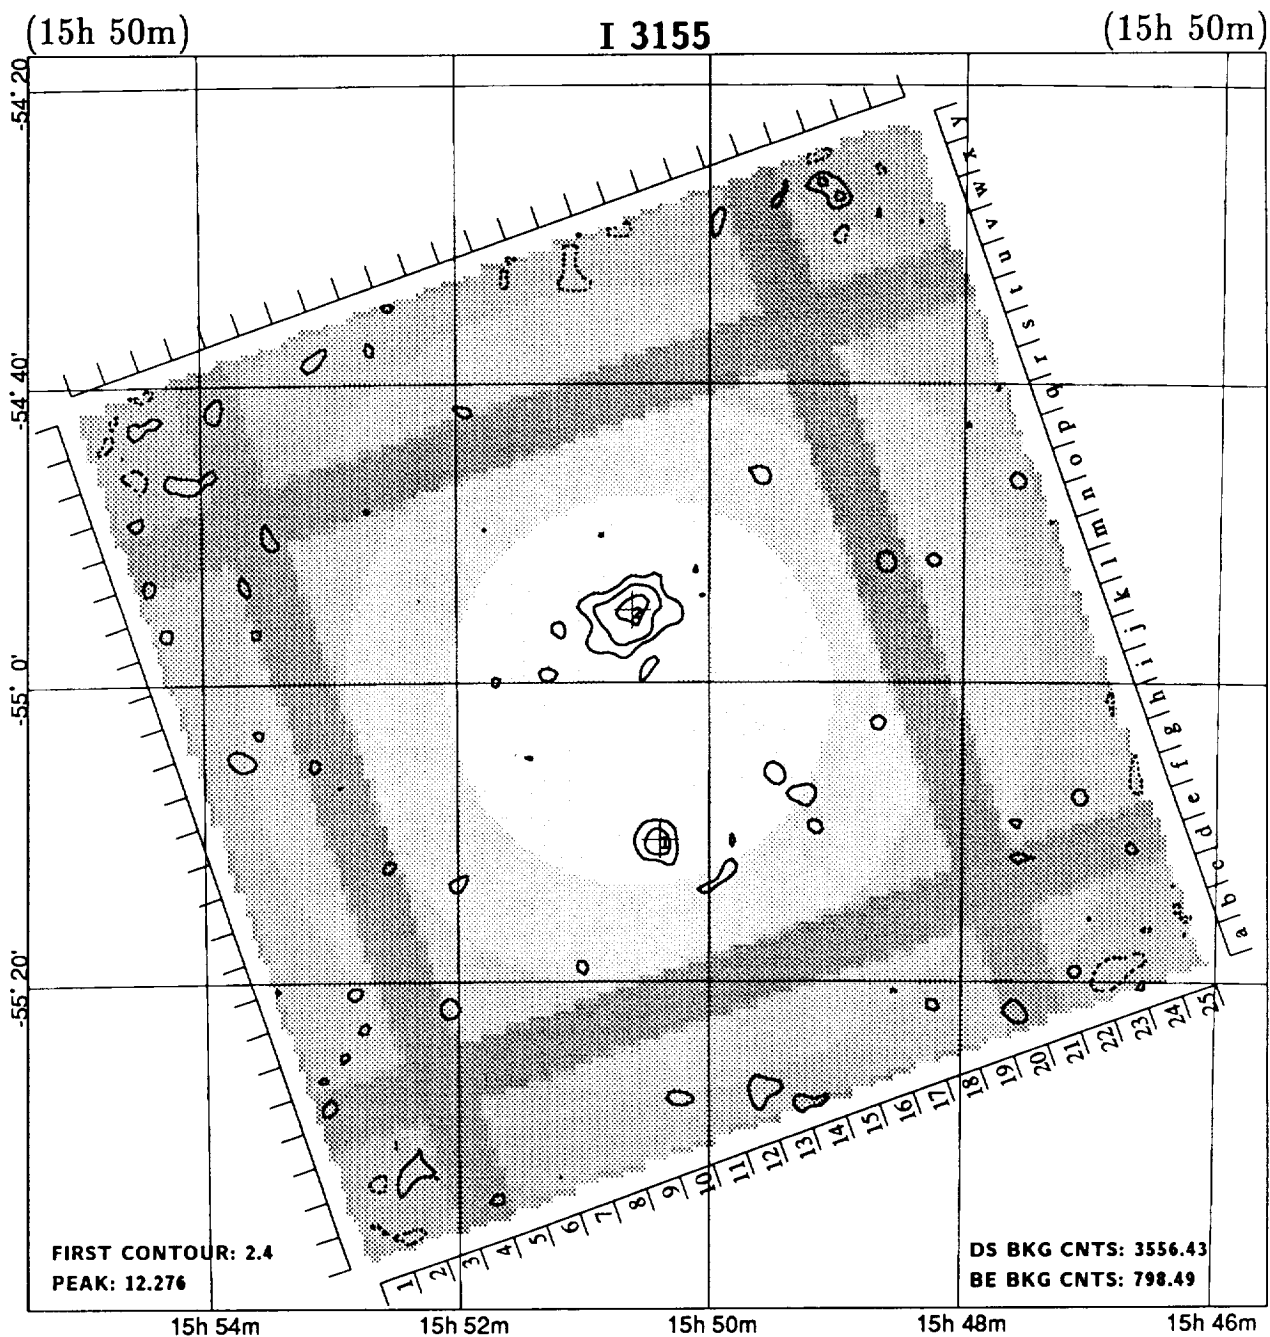 (15h 50m) I 3155 (15h 50m)
-54° 20'
-54° 40'
-55° 0'
-55° 20'
y
x
w
v
u
t
s
r
q
p
o
n
m
l
k
j
i
h
g
f
e
d
c
b
a
1 2 3 4 5 6 7 8 9 10 11 12 13 14 15 16 17 18 19 20 21 22 23 24 25
FIRST CONTOUR: 2.4
PEAK: 12.276
DS BKG CNTS: 3556.43
BE BKG CNTS: 798.49
15h 54m 15h 52m 15h 50m 15h 48m 15h 46m